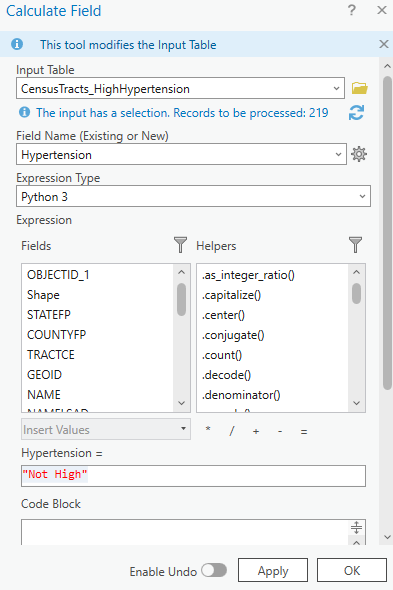 Calculate Field
This tool modifies the Input Table
Input Table
CensusTracts_HighHypertension
The input has a selection. Records to be processed: 219
Field Name (Existing or New)
Hypertension
Expression Type
Python 3
Expression
Fields
Helpers
OBJECTID_1
Shape
STATEFP
COUNTYFP
TRACTCE
GEOID
NAME
.as_integer_ratio()
.capitalize()
.center()
.conjugate()
.count()
.decode()
.denominator()
Insert Values
* / + - =
Hypertension =
"Not High"
Code Block
Enable Undo
Apply
OK